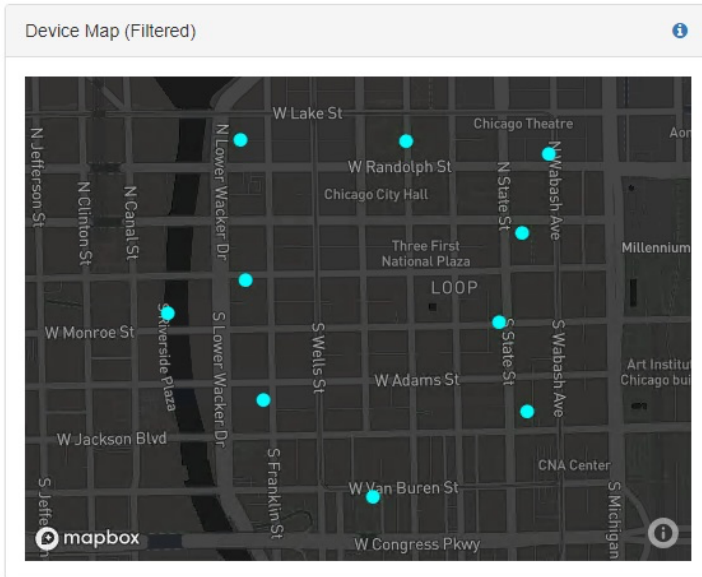 Device Map (Filtered)
W Lake St
Chicago Theatre
N Jefferson St
N Clinton St
N Canal St
N Lower Wacker Dr
W Randolph St
N State St
N Wabash Ave
Chicago City Hall
Three First
National Plaza
Millennium
LOOP
W Monroe St
S Riverside Plaza
S Lower Wacker Dr
S Wells St
S State St
S Wabash Ave
W Adams St
Art Institu
Chicago bui
W Jackson Blvd
S Franklin St
CNA Center
W Van Buren St
S Michigan
S Jeffe
mapbox
W Congress Pkwy